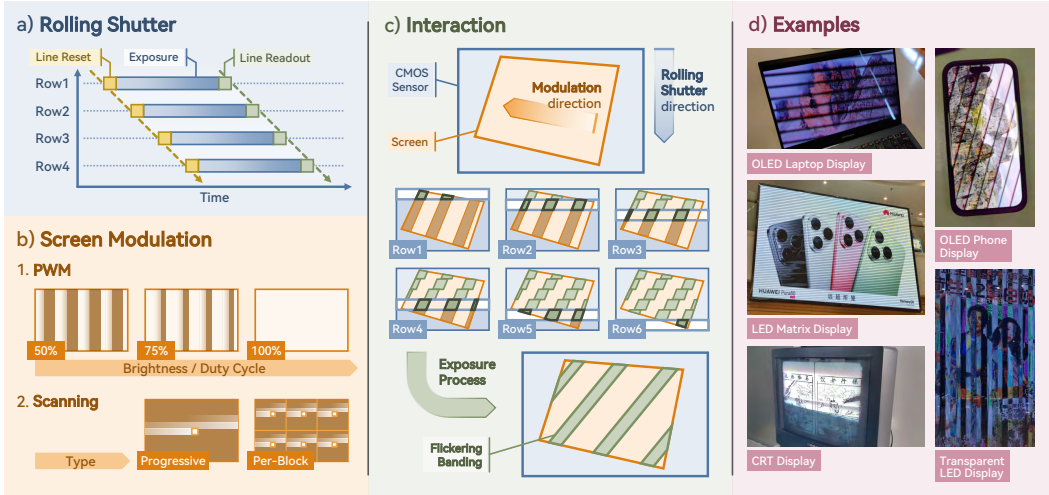 a) Rolling Shutter
Line Reset
Exposure
Line Readout
Row1
Row2
Row3
Row4
Time
b) Screen Modulation
1. PWM
50%
75%
100%
Brightness / Duty Cycle
2. Scanning
Type
Progressive
Per-Block
c) Interaction
CMOS
Sensor
Screen
Modulation
direction
Rolling
Shutter
direction
Row1
Row2
Row3
Row4
Row5
Row6
Exposure
Process
Flickering
Banding
d) Examples
OLED Laptop Display
HUAWEI
HUAWEI
LED Matrix Display
CRT Display
OLED Phone
Display
Transparent
LED Display